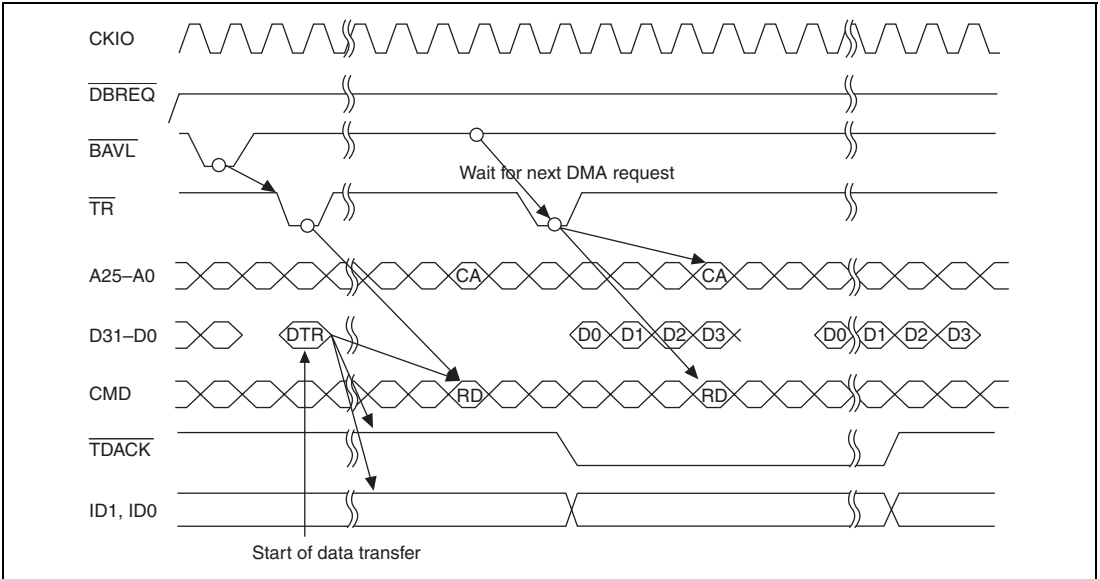 CKIO
DBREQ
BAVL
Wait for next DMA request
TR
A25–A0 CA CA
D31–D0 DTR D0 D1 D2 D3 D0 D1 D2 D3
CMD RD RD
TDACK
ID1, ID0
Start of data transfer